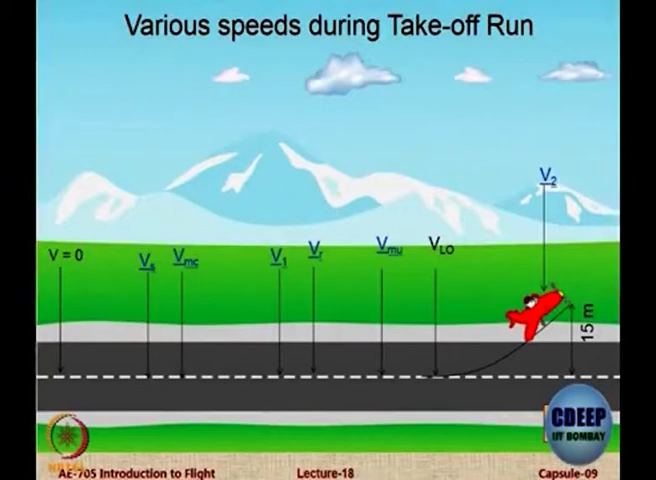 Various speeds during Take-off Run
V2
V = 0
Vs
Vmc
V1
Vr
Vmu
VLO
15 m
CDEEP
IIT BOMBAY
NPTEL
AE-705 Introduction to Flight
Lecture-18
Capsule-09